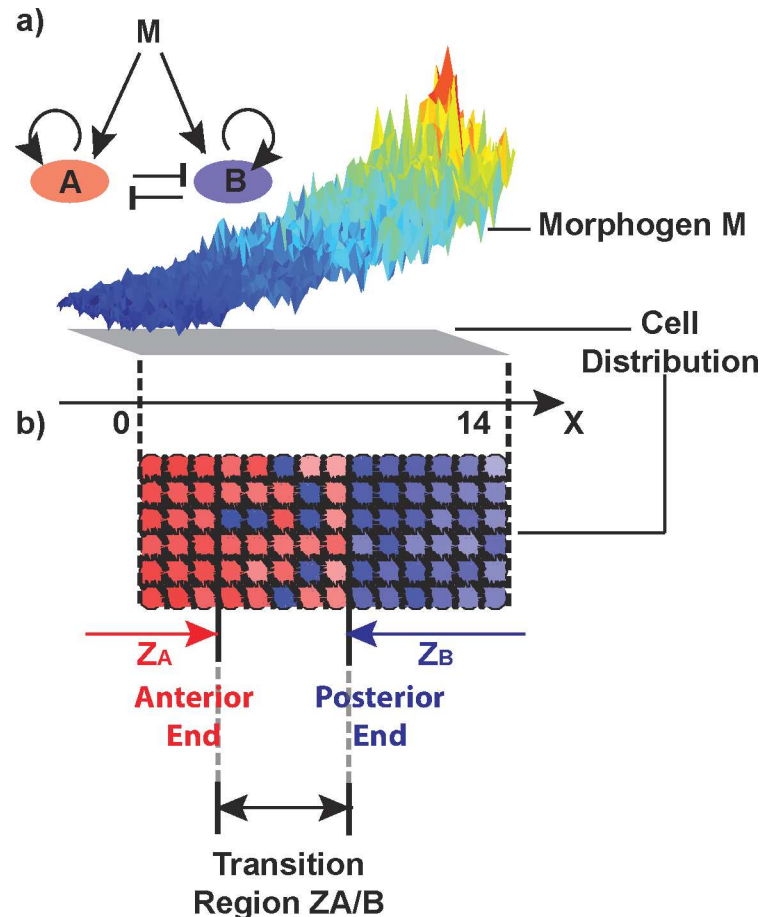 a)
M
A
B
Morphogen M
Cell
Distribution
b)
0
14
X
ZA
ZB
Anterior
End
Posterior
End
Transition
Region ZA/B